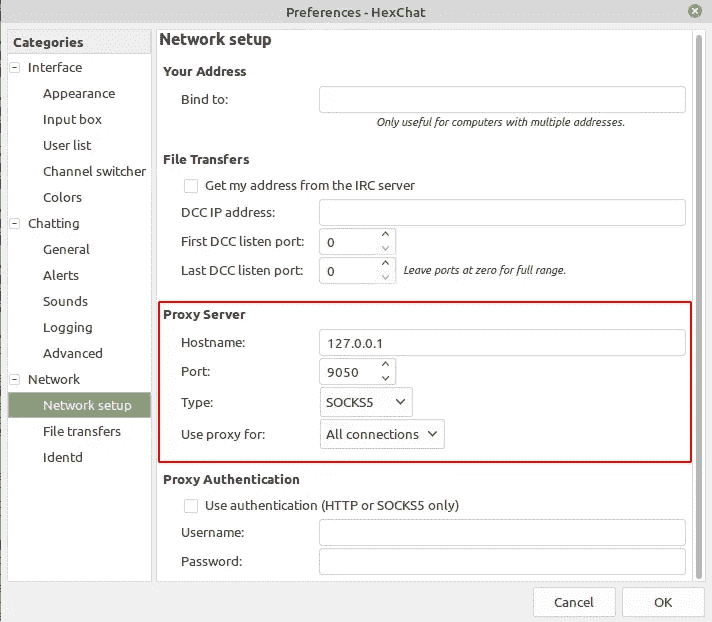 Preferences - HexChat
Categories
Interface
Appearance
Input box
User list
Channel switcher
Colors
Chatting
General
Alerts
Sounds
Logging
Advanced
Network
Network setup
File transfers
Identd
Network setup
Your Address
Bind to:
Only useful for computers with multiple addresses.
File Transfers
Get my address from the IRC server
DCC IP address:
First DCC listen port: 0
Last DCC listen port: 0 Leave ports at zero for full range.
Proxy Server
Hostname: 127.0.0.1
Port: 9050
Type: SOCKS5
Use proxy for: All connections
Proxy Authentication
Use authentication (HTTP or SOCKS5 only)
Username:
Password:
Cancel OK